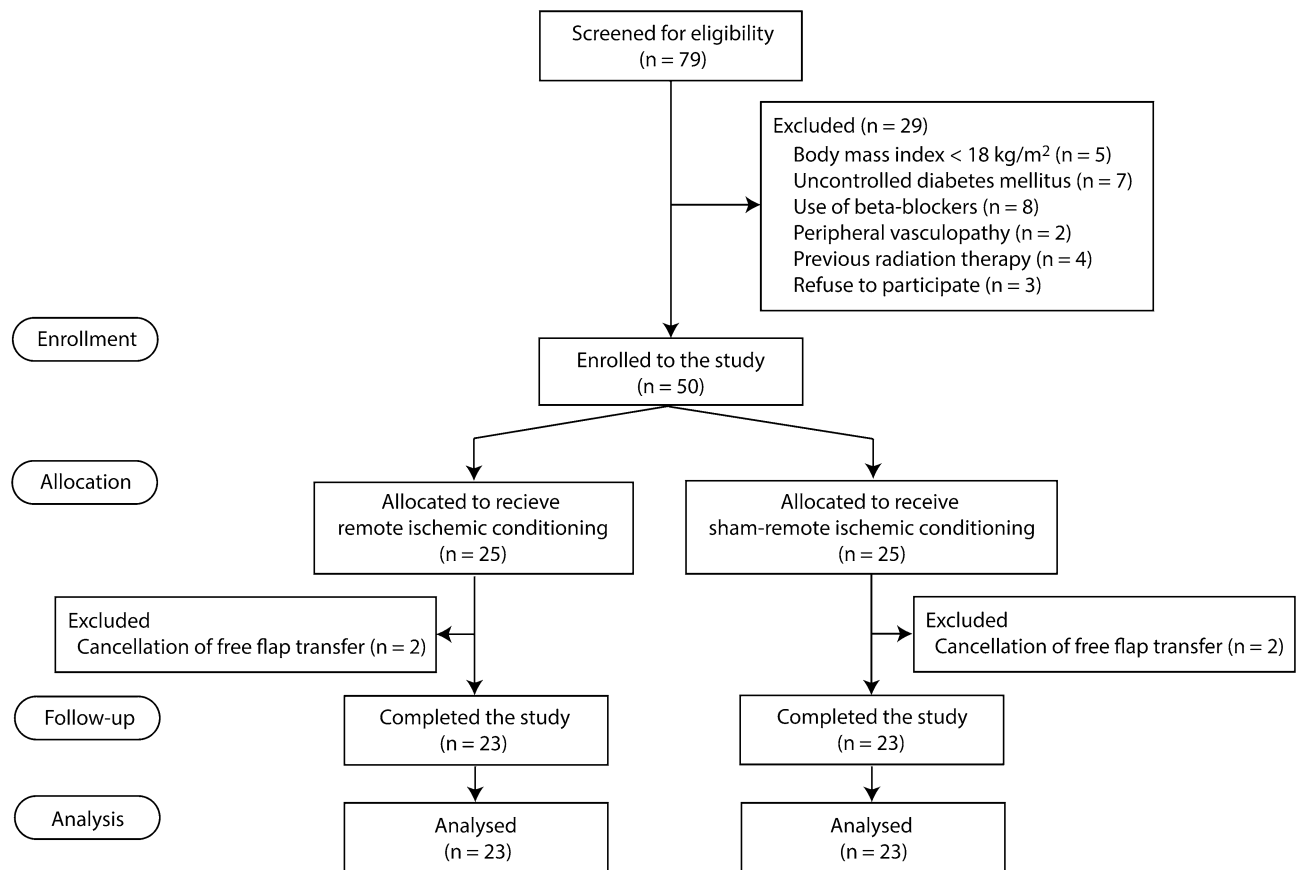 Screened for eligibility
(n = 79)
Excluded (n = 29)
Body mass index < 18 kg/m² (n = 5)
Uncontrolled diabetes mellitus (n = 7)
Use of beta-blockers (n = 8)
Peripheral vasculopathy (n = 2)
Previous radiation therapy (n = 4)
Refuse to participate (n = 3)
Enrollment
Enrolled to the study
(n = 50)
Allocation
Allocated to recieve
remote ischemic conditioning
(n = 25)
Allocated to receive
sham-remote ischemic conditioning
(n = 25)
Excluded
Cancellation of free flap transfer (n = 2)
Excluded
Cancellation of free flap transfer (n = 2)
Follow-up
Completed the study
(n = 23)
Completed the study
(n = 23)
Analysis
Analysed
(n = 23)
Analysed
(n = 23)